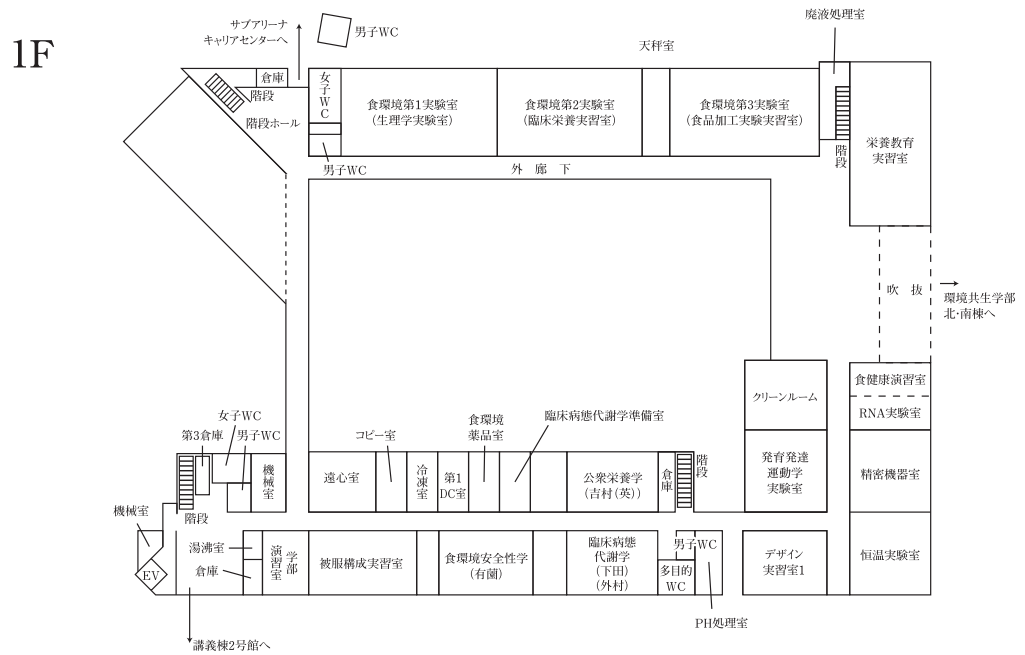 1F
サブアリーナ
キャリアセンターへ
男子WC
天秤室
廃液処理室
倉庫
階段
階段ホール
女子WC
食環境第1実験室
(生理学実験室)
食環境第2実験室
(臨床栄養実習室)
食環境第3実験室
(食品加工実験実習室)
階段
栄養教育
実習室
男子WC
外 廊 下
吹 抜
環境共生学部
北・南棟へ
食健康演習室
RNA実験室
クリーンルーム
発育発達
運動学
実験室
精密機器室
女子WC
第3倉庫
男子WC
機械室
階段
コピー室
食環境
薬品室
臨床病態代謝学準備室
遠心室
冷凍室
第1
DC室
公衆栄養学
(吉村(英))
倉庫
階段
機械室
EV
湯沸室
倉庫
学部
演習室
被服構成実習室
食環境安全性学
(有薗)
臨床病態
代謝学
(下田)
(外村)
男子WC
多目的
WC
PH処理室
デザイン
実習室1
恒温実験室
講義棟2号館へ